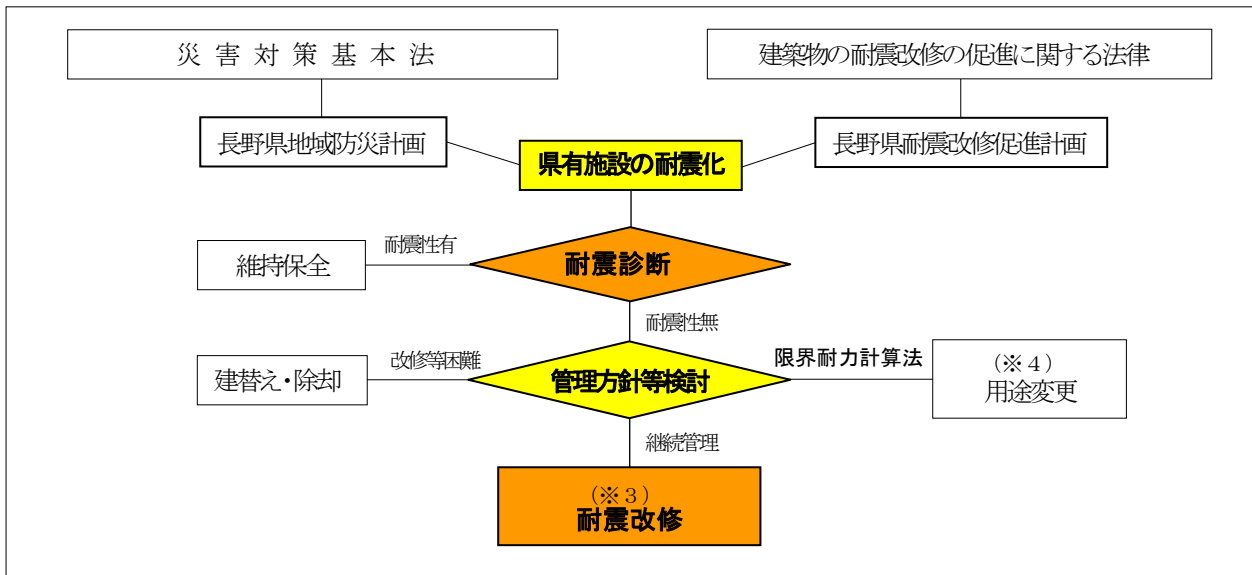 災害対策基本法
建築物の耐震改修の促進に関する法律
長野県地域防災計画
長野県耐震改修促進計画
県有施設の耐震化
耐震性有
維持保全
耐震診断
耐震性無
改修等困難
限界耐力計算法
建替え・除却
管理方針等検討
(※4)
用途変更
継続管理
(※3)
耐震改修